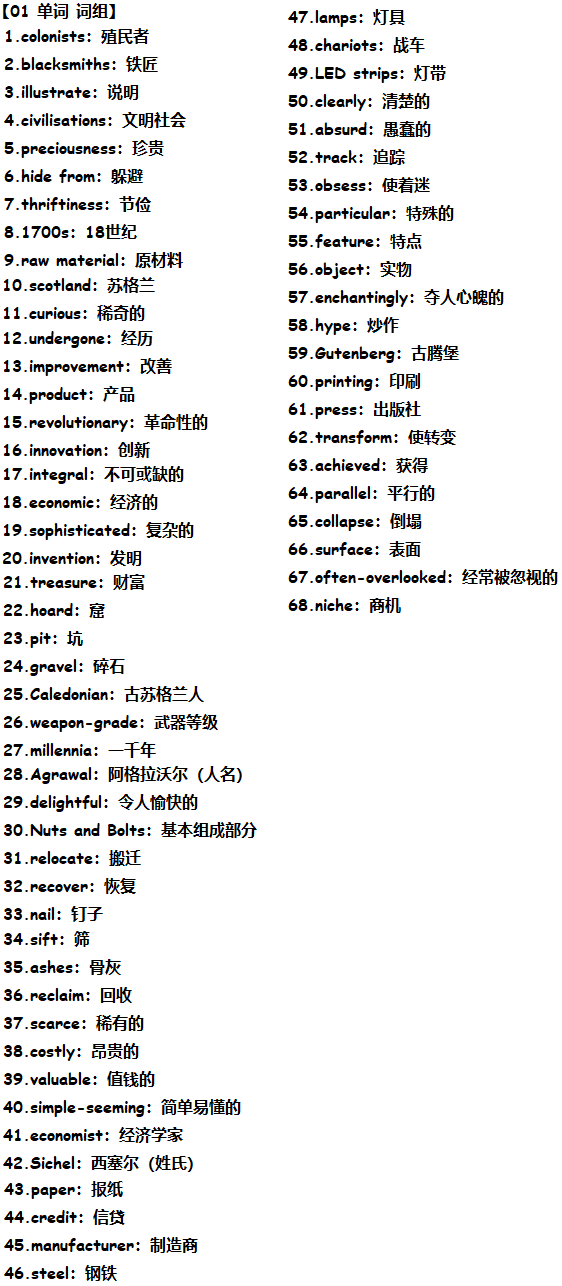 【01 单词 词组】
1.colonists: 殖民者
2.blacksmiths: 铁匠
3.illustrate: 说明
4.civilisations: 文明社会
5.preciousness: 珍贵
6.hide from: 躲避
7.thriftiness: 节俭
8.1700s: 18世纪
9.raw material: 原材料
10.scotland: 苏格兰
11.curious: 稀奇的
12.undergone: 经历
13.improvement: 改善
14.product: 产品
15.revolutionary: 革命性的
16.innovation: 创新
17.integral: 不可或缺的
18.economic: 经济的
19.sophisticated: 复杂的
20.invention: 发明
21.treasure: 财富
22.hoard: 窟
23.pit: 坑
24.gravel: 碎石
25.Caledonian: 古苏格兰人
26.weapon-grade: 武器等级
27.millennia: 一千年
28.Agrawal: 阿格拉沃尔 (人名)
29.delightful: 令人愉快的
30.Nuts and Bolts: 基本组成部分
31.relocate: 搬迁
32.recover: 恢复
33.nail: 钉子
34.sift: 筛
35.ashes: 骨灰
36.reclaim: 回收
37.scarce: 稀有的
38.costly: 昂贵的
39.valuable: 值钱的
40.simple-seeming: 简单易懂的
41.economist: 经济学家
42.Sichel: 西塞尔 (姓氏)
43.paper: 报纸
44.credit: 信贷
45.manufacturer: 制造商
46.steel: 钢铁
47.lamps: 灯具
48.chariots: 战车
49.LED strips: 灯带
50.clearly: 清楚的
51.absurd: 愚蠢的
52.track: 追踪
53.obsess: 使着迷
54.particular: 特殊的
55.feature: 特点
56.object: 实物
57.enchantingly: 夺人心魄的
58.hype: 炒作
59.Gutenberg: 古腾堡
60.printing: 印刷
61.press: 出版社
62.transform: 使转变
63.achieved: 获得
64.parallel: 平行的
65.collapse: 倒塌
66.surface: 表面
67.often-overlooked: 经常被忽视的
68.niche: 商机